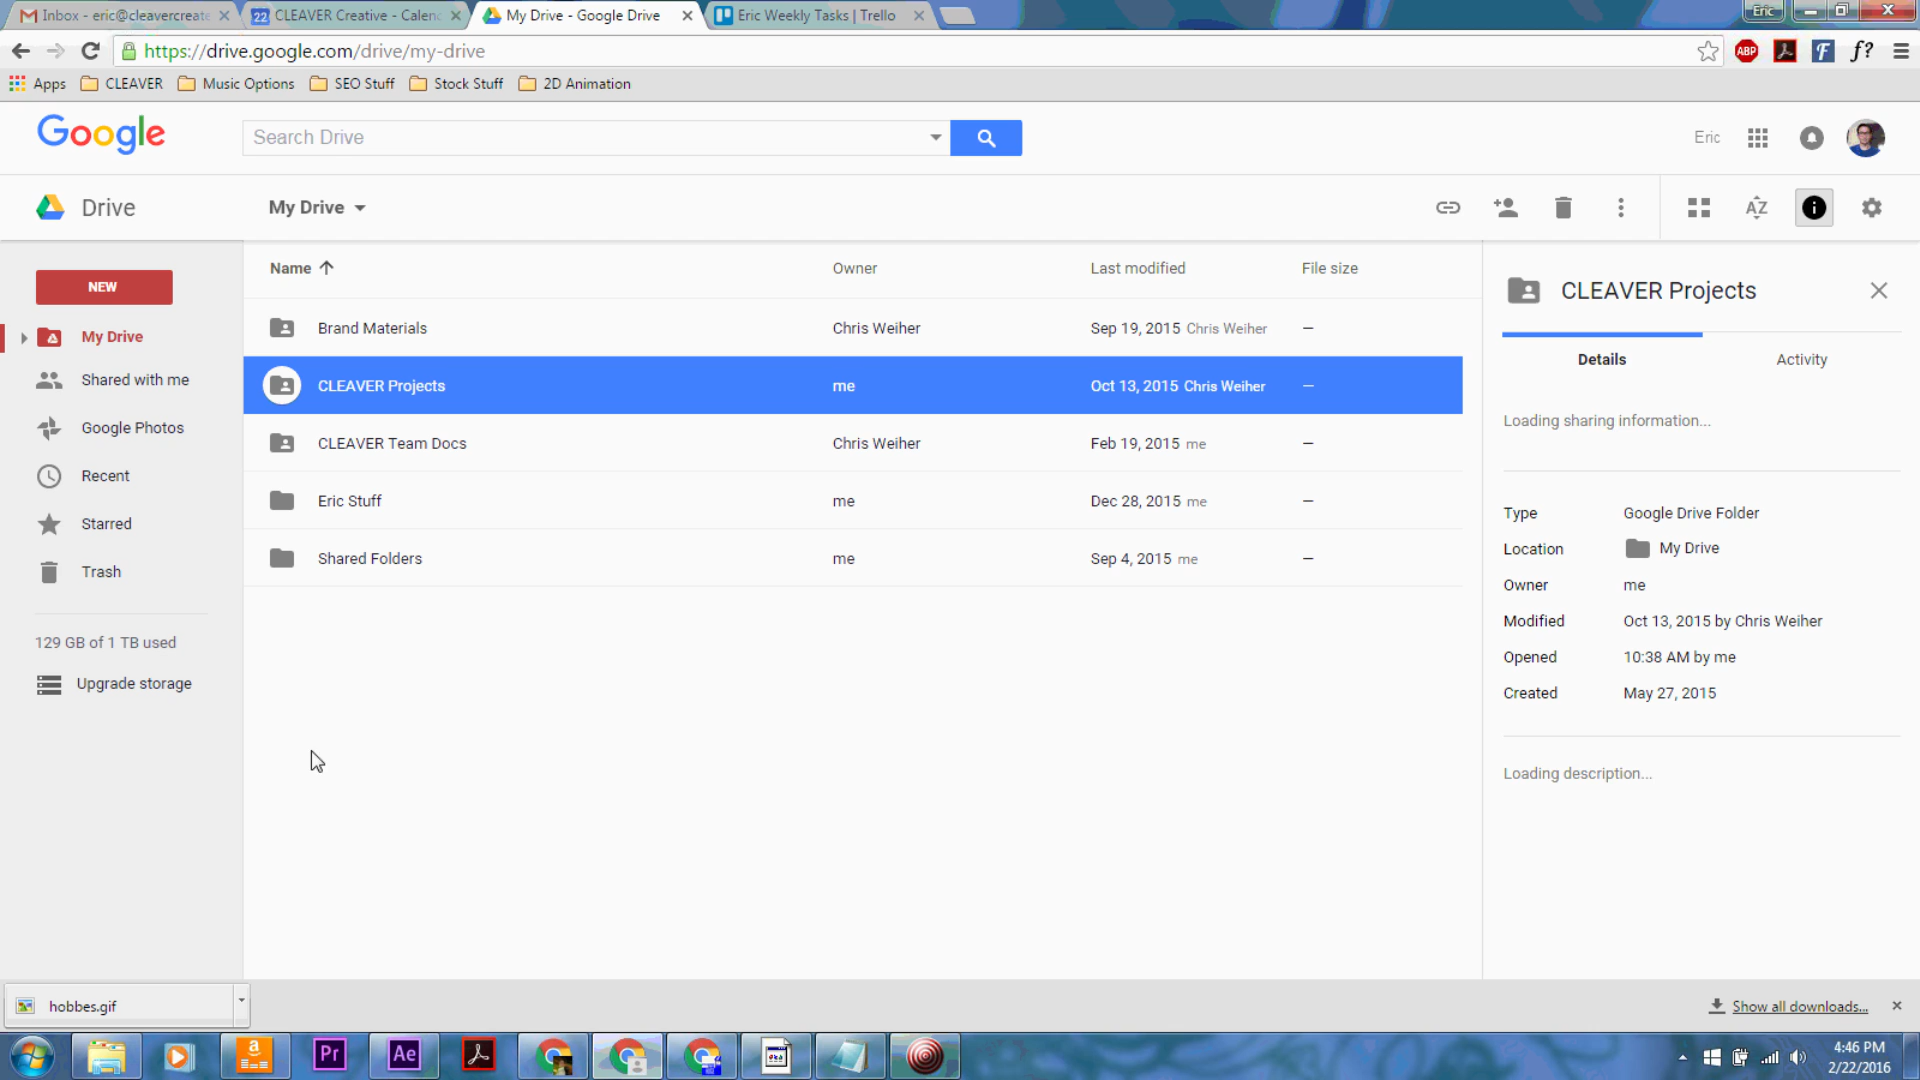 Inbox - eric@cleavercreate
22 CLEAVER Creative - Calend
My Drive - Google Drive
Eric Weekly Tasks | Trello
Eric
https://drive.google.com/drive/my-drive
ABP
F
f?
Apps
CLEAVER
Music Options
SEO Stuff
Stock Stuff
2D Animation
Google
Search Drive
Eric
Drive
My Drive
AZ
NEW
My Drive
Shared with me
Google Photos
Recent
Starred
Trash
129 GB of 1 TB used
Upgrade storage
Name Owner Last modified File size
Brand Materials Chris Weiher Sep 19, 2015 Chris Weiher —
CLEAVER Projects me Oct 13, 2015 Chris Weiher —
CLEAVER Team Docs Chris Weiher Feb 19, 2015 me —
Eric Stuff me Dec 28, 2015 me —
Shared Folders me Sep 4, 2015 me —
CLEAVER Projects
Details Activity
Loading sharing information...
Type Google Drive Folder
Location My Drive
Owner me
Modified Oct 13, 2015 by Chris Weiher
Opened 10:38 AM by me
Created May 27, 2015
Loading description...
hobbes.gif
Show all downloads...
a
Pr
Ae
4:46 PM
2/22/2016